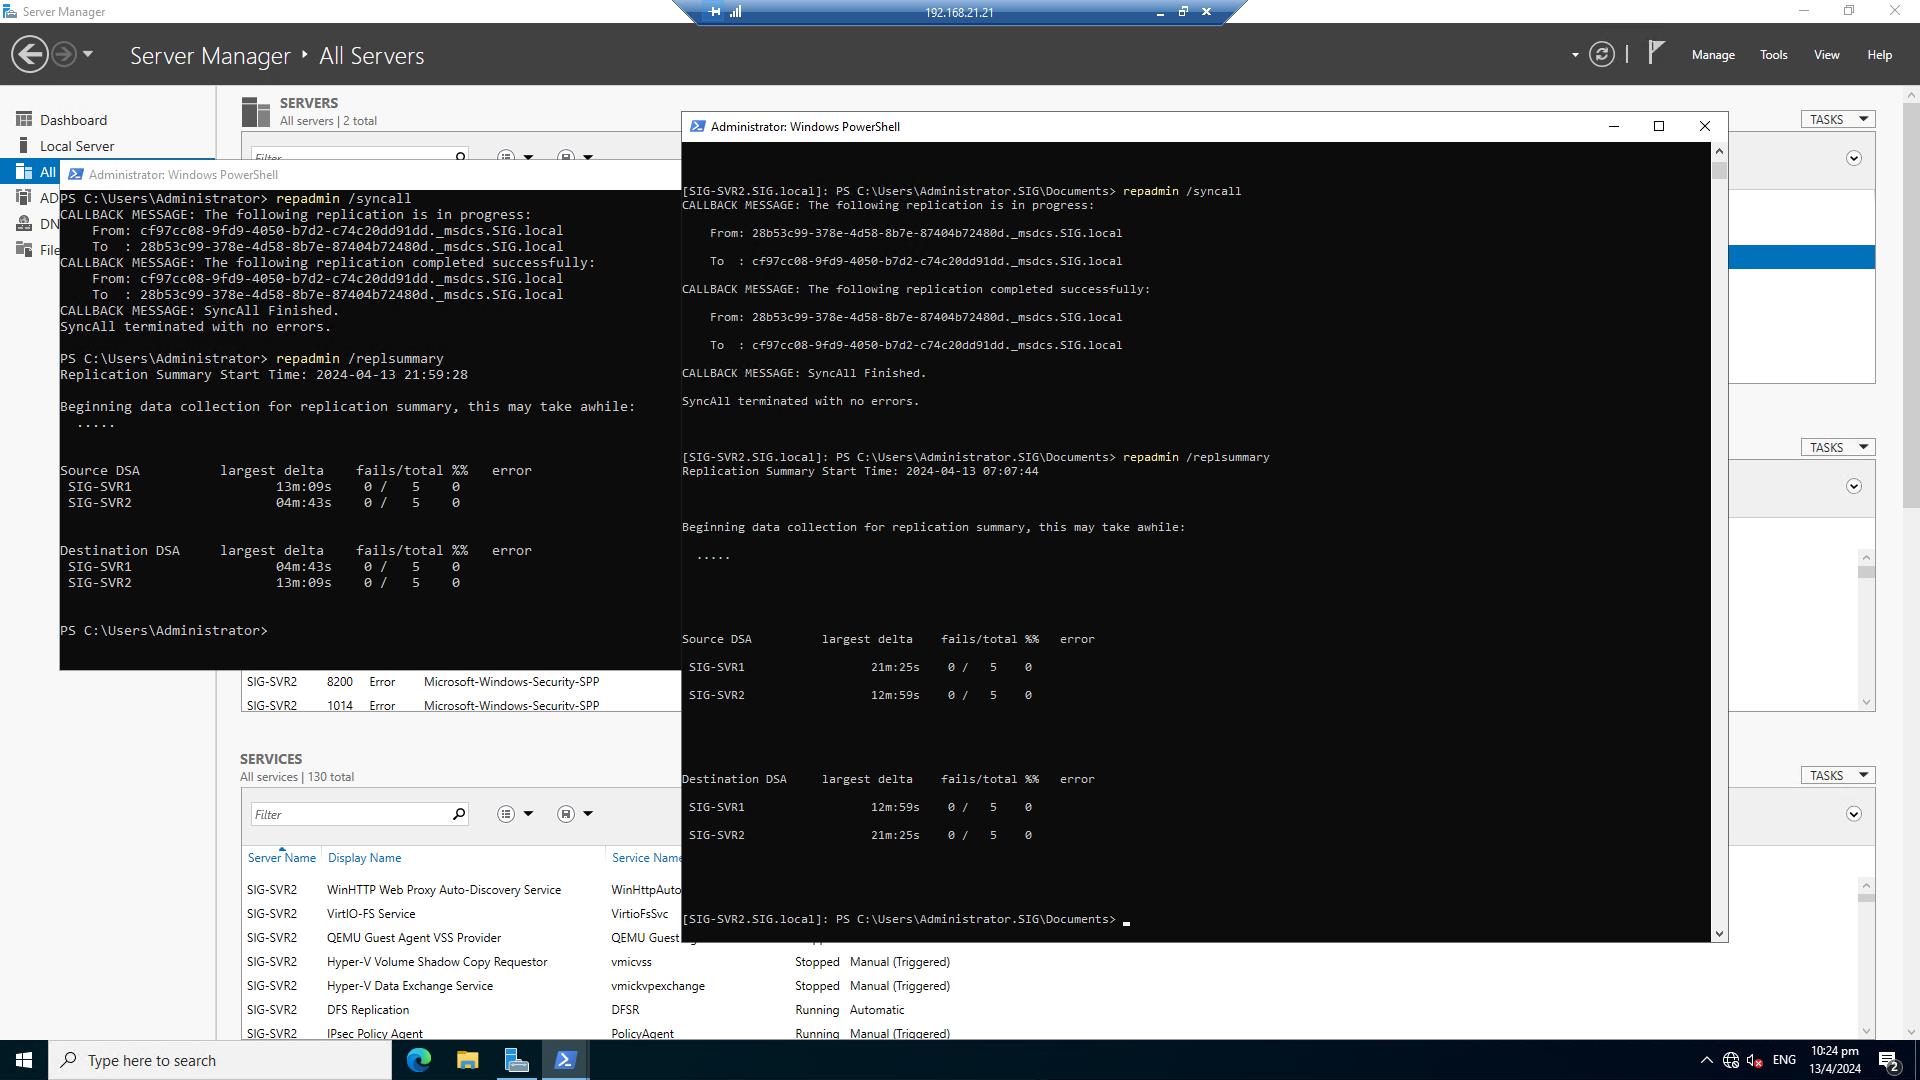 Server Manager
192.168.21.21
Server Manager ‣ All Servers
Manage Tools View Help
Dashboard
Local Server
All
AD
DN
File
SERVERS
All servers | 2 total
TASKS
Filter
Administrator: Windows PowerShell
PS C:\Users\Administrator> repadmin /syncall
CALLBACK MESSAGE: The following replication is in progress:
From: cf97cc08-9fd9-4050-b7d2-c74c20dd91dd._msdcs.SIG.local
To : 28b53c99-378e-4d58-8b7e-87404b72480d._msdcs.SIG.local
CALLBACK MESSAGE: The following replication completed successfully:
From: cf97cc08-9fd9-4050-b7d2-c74c20dd91dd._msdcs.SIG.local
To : 28b53c99-378e-4d58-8b7e-87404b72480d._msdcs.SIG.local
CALLBACK MESSAGE: SyncAll Finished.
SyncAll terminated with no errors.
PS C:\Users\Administrator> repadmin /replsummary
Replication Summary Start Time: 2024-04-13 21:59:28
Beginning data collection for replication summary, this may take awhile:
.....
Source DSA largest delta fails/total %% error
SIG-SVR1 13m:09s 0 / 5 0
SIG-SVR2 04m:43s 0 / 5 0
Destination DSA largest delta fails/total %% error
SIG-SVR1 04m:43s 0 / 5 0
SIG-SVR2 13m:09s 0 / 5 0
PS C:\Users\Administrator>
Administrator: Windows PowerShell
[SIG-SVR2.SIG.local]: PS C:\Users\Administrator.SIG\Documents> repadmin /syncall
CALLBACK MESSAGE: The following replication is in progress:
From: 28b53c99-378e-4d58-8b7e-87404b72480d._msdcs.SIG.local
To : cf97cc08-9fd9-4050-b7d2-c74c20dd91dd._msdcs.SIG.local
CALLBACK MESSAGE: The following replication completed successfully:
From: 28b53c99-378e-4d58-8b7e-87404b72480d._msdcs.SIG.local
To : cf97cc08-9fd9-4050-b7d2-c74c20dd91dd._msdcs.SIG.local
CALLBACK MESSAGE: SyncAll Finished.
SyncAll terminated with no errors.
[SIG-SVR2.SIG.local]: PS C:\Users\Administrator.SIG\Documents> repadmin /replsummary
Replication Summary Start Time: 2024-04-13 07:07:44
Beginning data collection for replication summary, this may take awhile:
.....
Source DSA largest delta fails/total %% error
SIG-SVR1 21m:25s 0 / 5 0
SIG-SVR2 12m:59s 0 / 5 0
Destination DSA largest delta fails/total %% error
SIG-SVR1 12m:59s 0 / 5 0
SIG-SVR2 21m:25s 0 / 5 0
[SIG-SVR2.SIG.local]: PS C:\Users\Administrator.SIG\Documents>
TASKS
SIG-SVR2 8200 Error Microsoft-Windows-Security-SPP
SIG-SVR2 1014 Error Microsoft-Windows-Security-SPP
SERVICES
All services | 130 total
TASKS
Filter
Server Name Display Name Service Name
SIG-SVR2 WinHTTP Web Proxy Auto-Discovery Service WinHttpAuto
SIG-SVR2 VirtIO-FS Service VirtioFsSvc
SIG-SVR2 QEMU Guest Agent VSS Provider QEMU Guest
SIG-SVR2 Hyper-V Volume Shadow Copy Requestor vmicvss Stopped Manual (Triggered)
SIG-SVR2 Hyper-V Data Exchange Service vmickvpexchange Stopped Manual (Triggered)
SIG-SVR2 DFS Replication DFSR Running Automatic
SIG-SVR2 IPsec Policy Agent PolicyAgent Running Manual (Triggered)
Type here to search
ENG
10:24 pm
13/4/2024
2